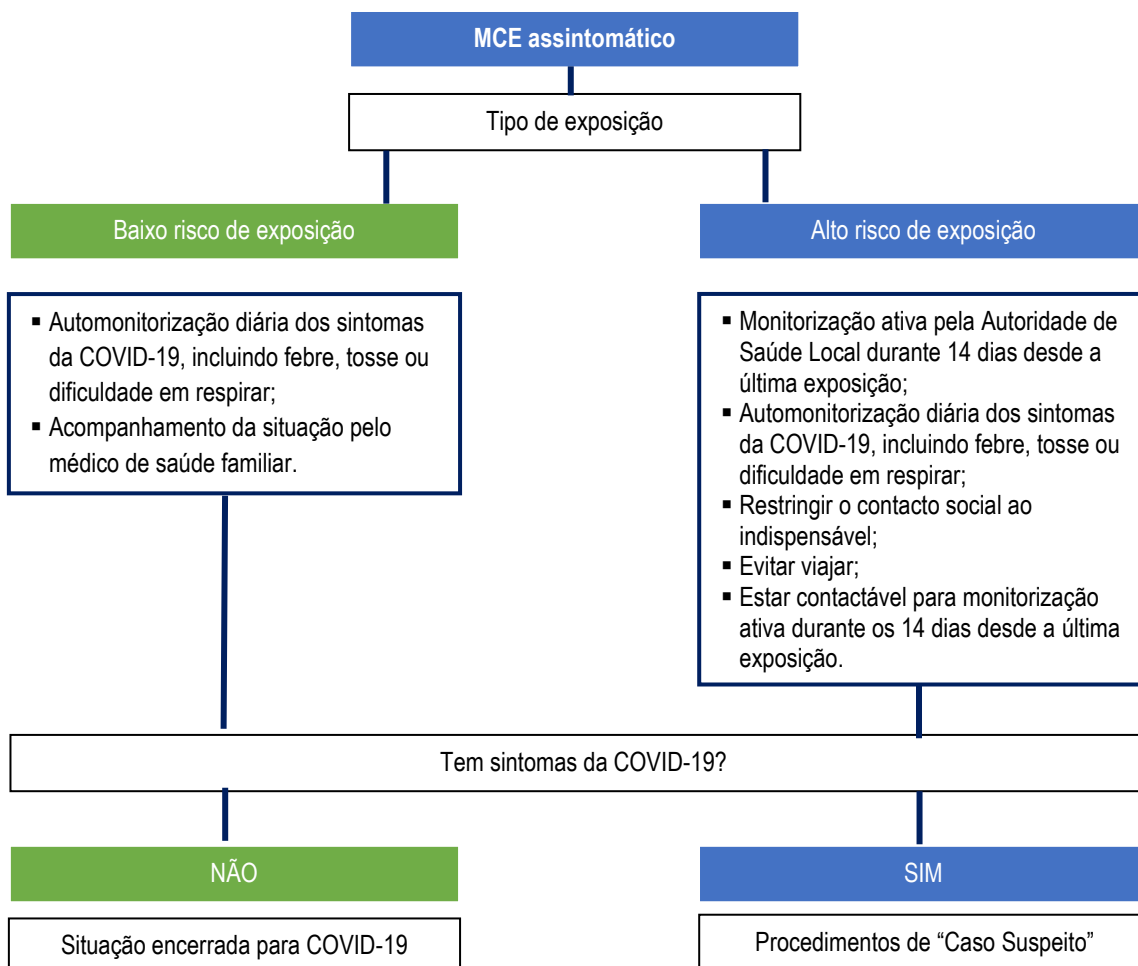 MCE assintomático
Tipo de exposição
Baixo risco de exposição
▪ Automonitorização diária dos sintomas
da COVID-19, incluindo febre, tosse ou
dificuldade em respirar;
▪ Acompanhamento da situação pelo
médico de saúde familiar.
Alto risco de exposição
▪ Monitorização ativa pela Autoridade de
Saúde Local durante 14 dias desde a
última exposição;
▪ Automonitorização diária dos sintomas
da COVID-19, incluindo febre, tosse ou
dificuldade em respirar;
▪ Restringir o contacto social ao
indispensável;
▪ Evitar viajar;
▪ Estar contactável para monitorização
ativa durante os 14 dias desde a última
exposição.
Tem sintomas da COVID-19?
NÃO
Situação encerrada para COVID-19
SIM
Procedimentos de “Caso Suspeito”